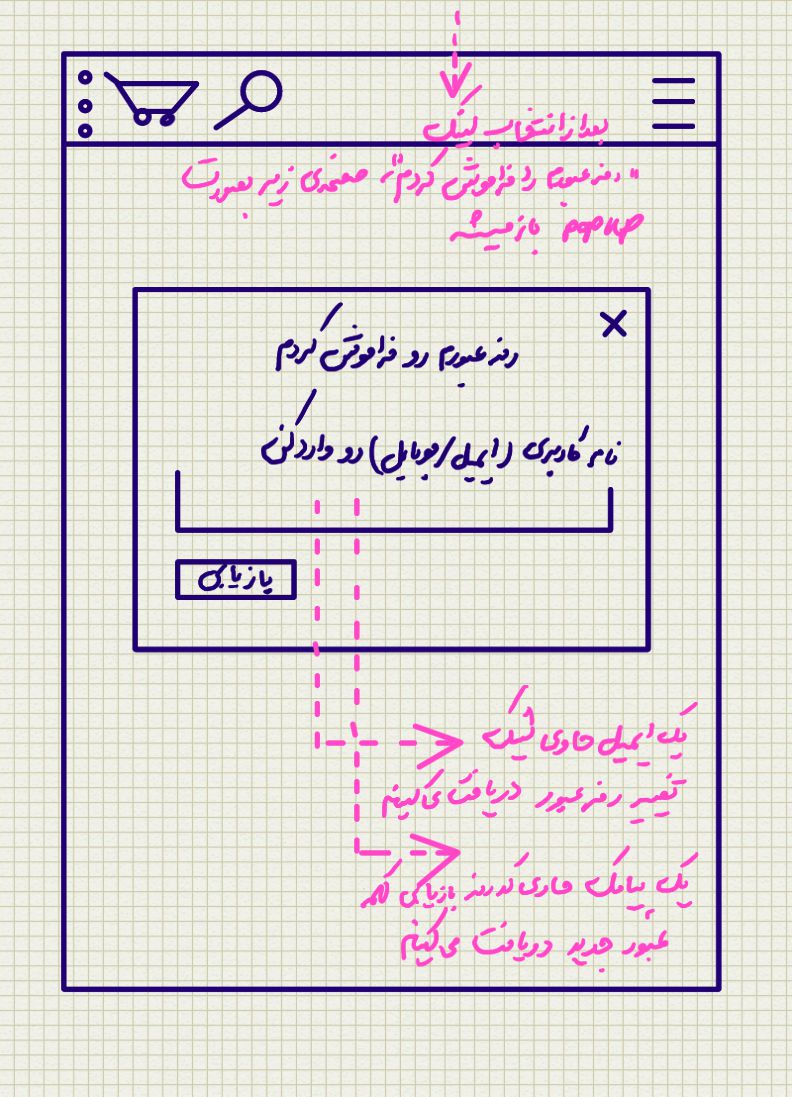 بعد از انتخاب لینک
"رمز عبورم را فراموش کردم"، صفحه‌ی زیر بصورت
popup باز میشه
رمز عبورم رو فراموش کردم
نام کاربری (ایمیل/موبایل) رو وارد کن
بازیابی
یک ایمیل حاوی لینک
تغییر رمز عبور دریافت می‌کنیم
یک پیامک حاوی کد رمز بازیابی کلمه
عبور جدید دریافت می‌کنیم